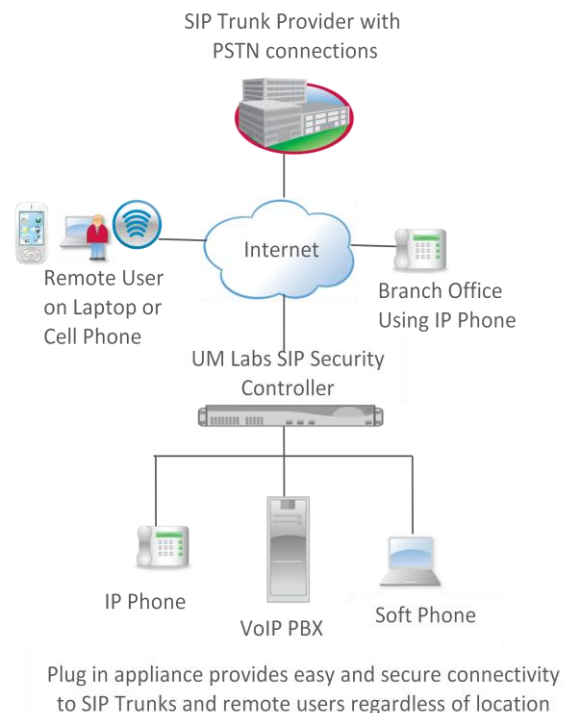 SIP Trunk Provider with
PSTN connections
Internet
Remote User
on Laptop or
Cell Phone
Branch Office
Using IP Phone
UM Labs SIP Security
Controller
IP Phone
VoIP PBX
Soft Phone
Plug in appliance provides easy and secure connectivity
to SIP Trunks and remote users regardless of location